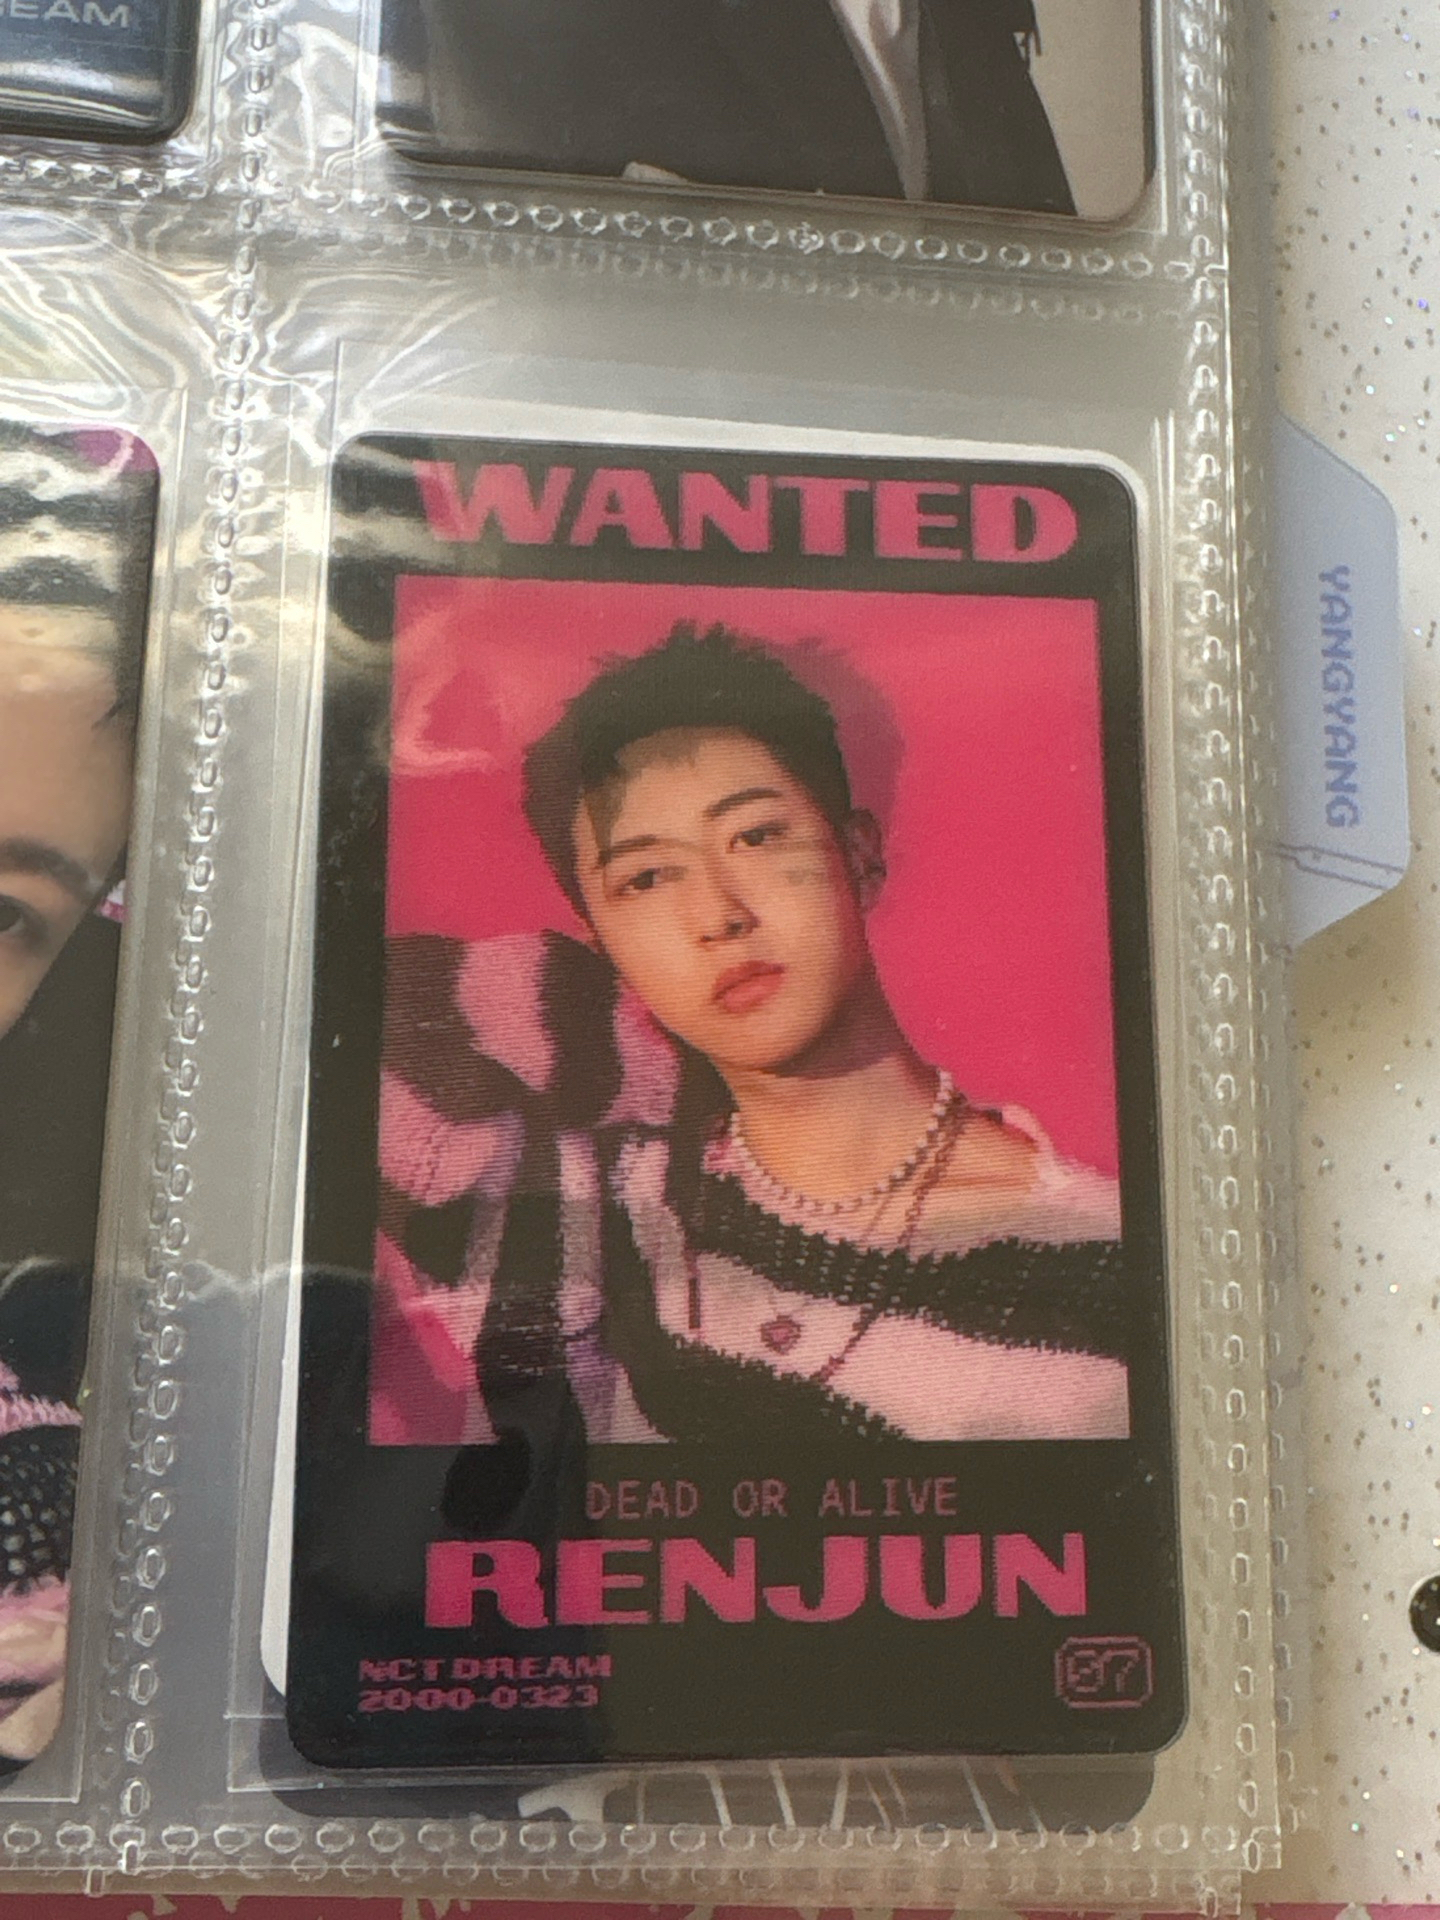 EAM
WANTED
YANGYANG
DEAD OR ALIVE
RENJUN
NCT DREAM
2000-0323
07